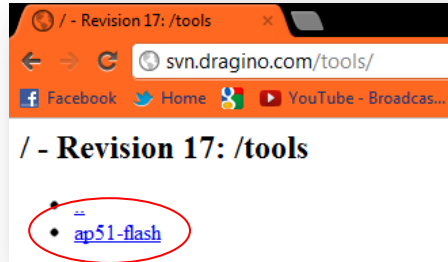 / - Revision 17: /tools
svn.dragino.com/tools/
Facebook Home YouTube - Broadcas...
/ - Revision 17: /tools
..
ap51-flash